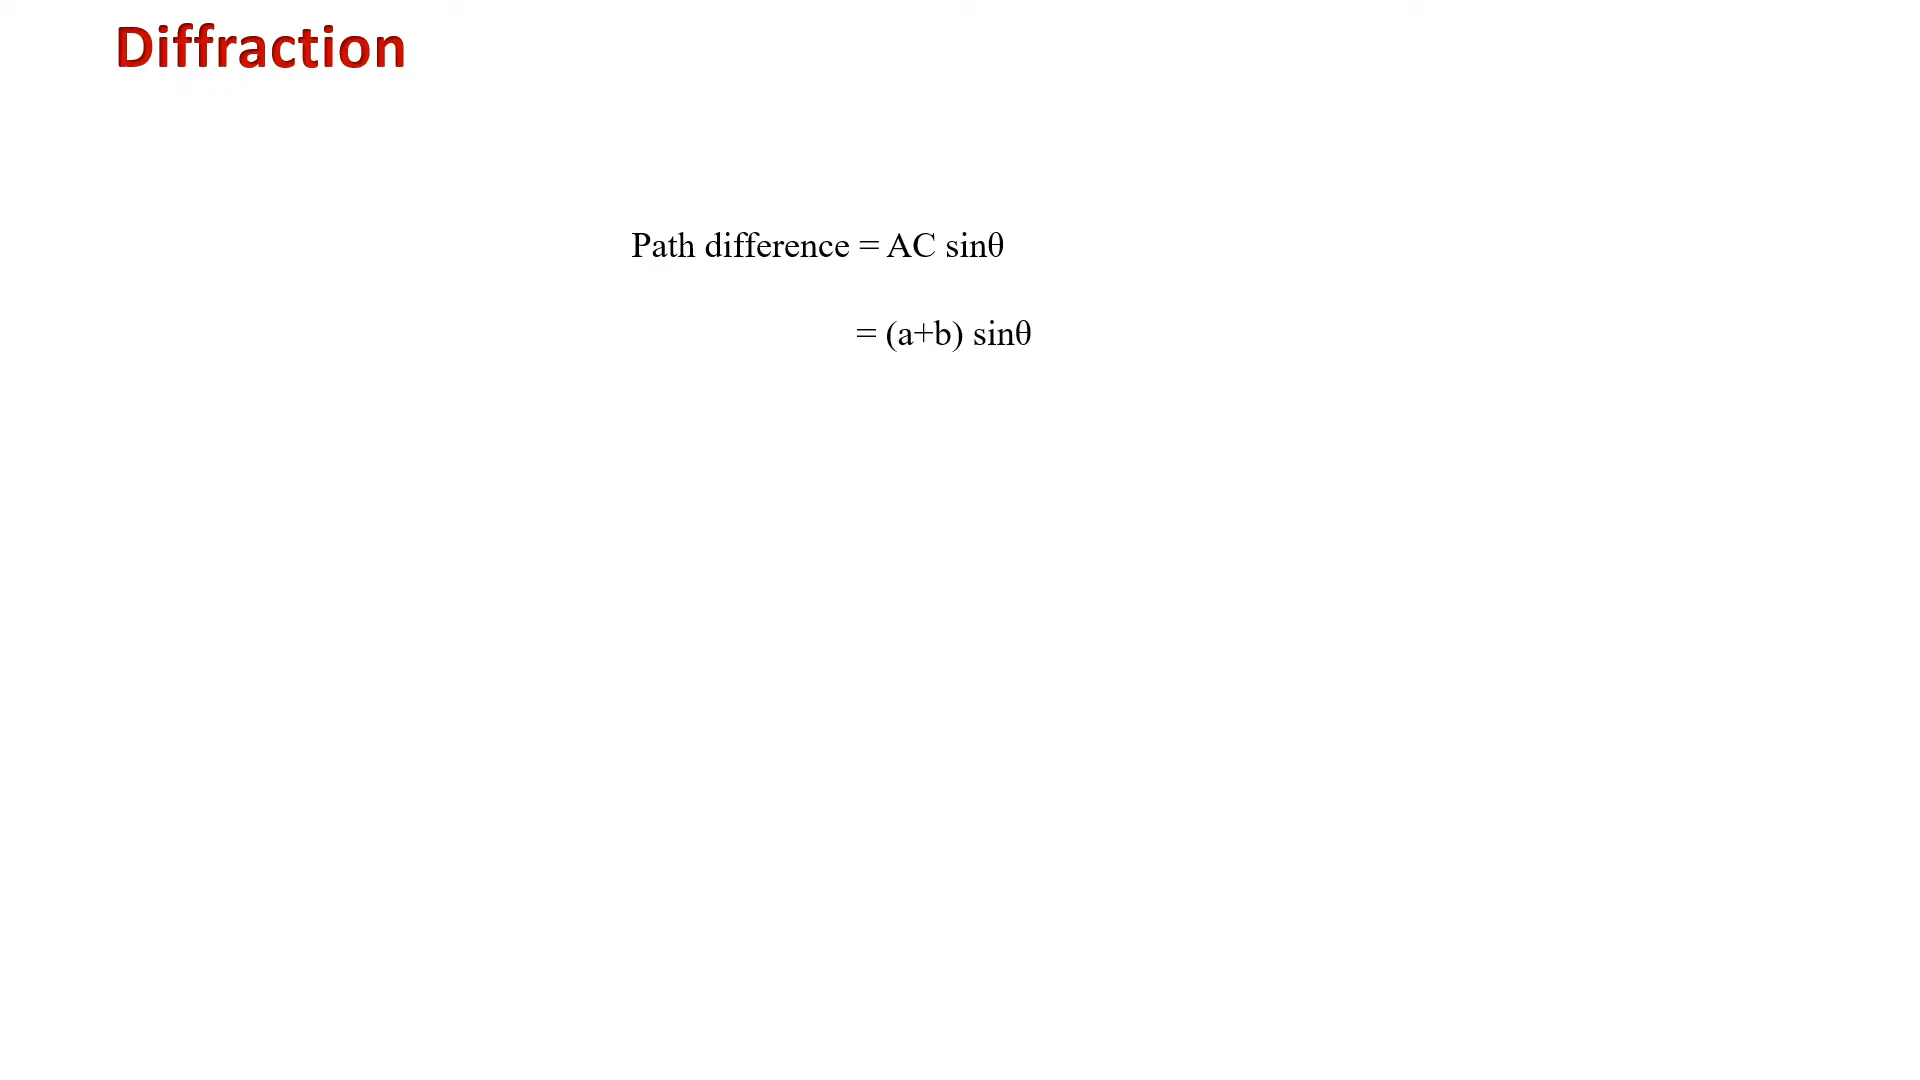 Diffraction
Path difference = AC sinθ
= (a+b) sinθ